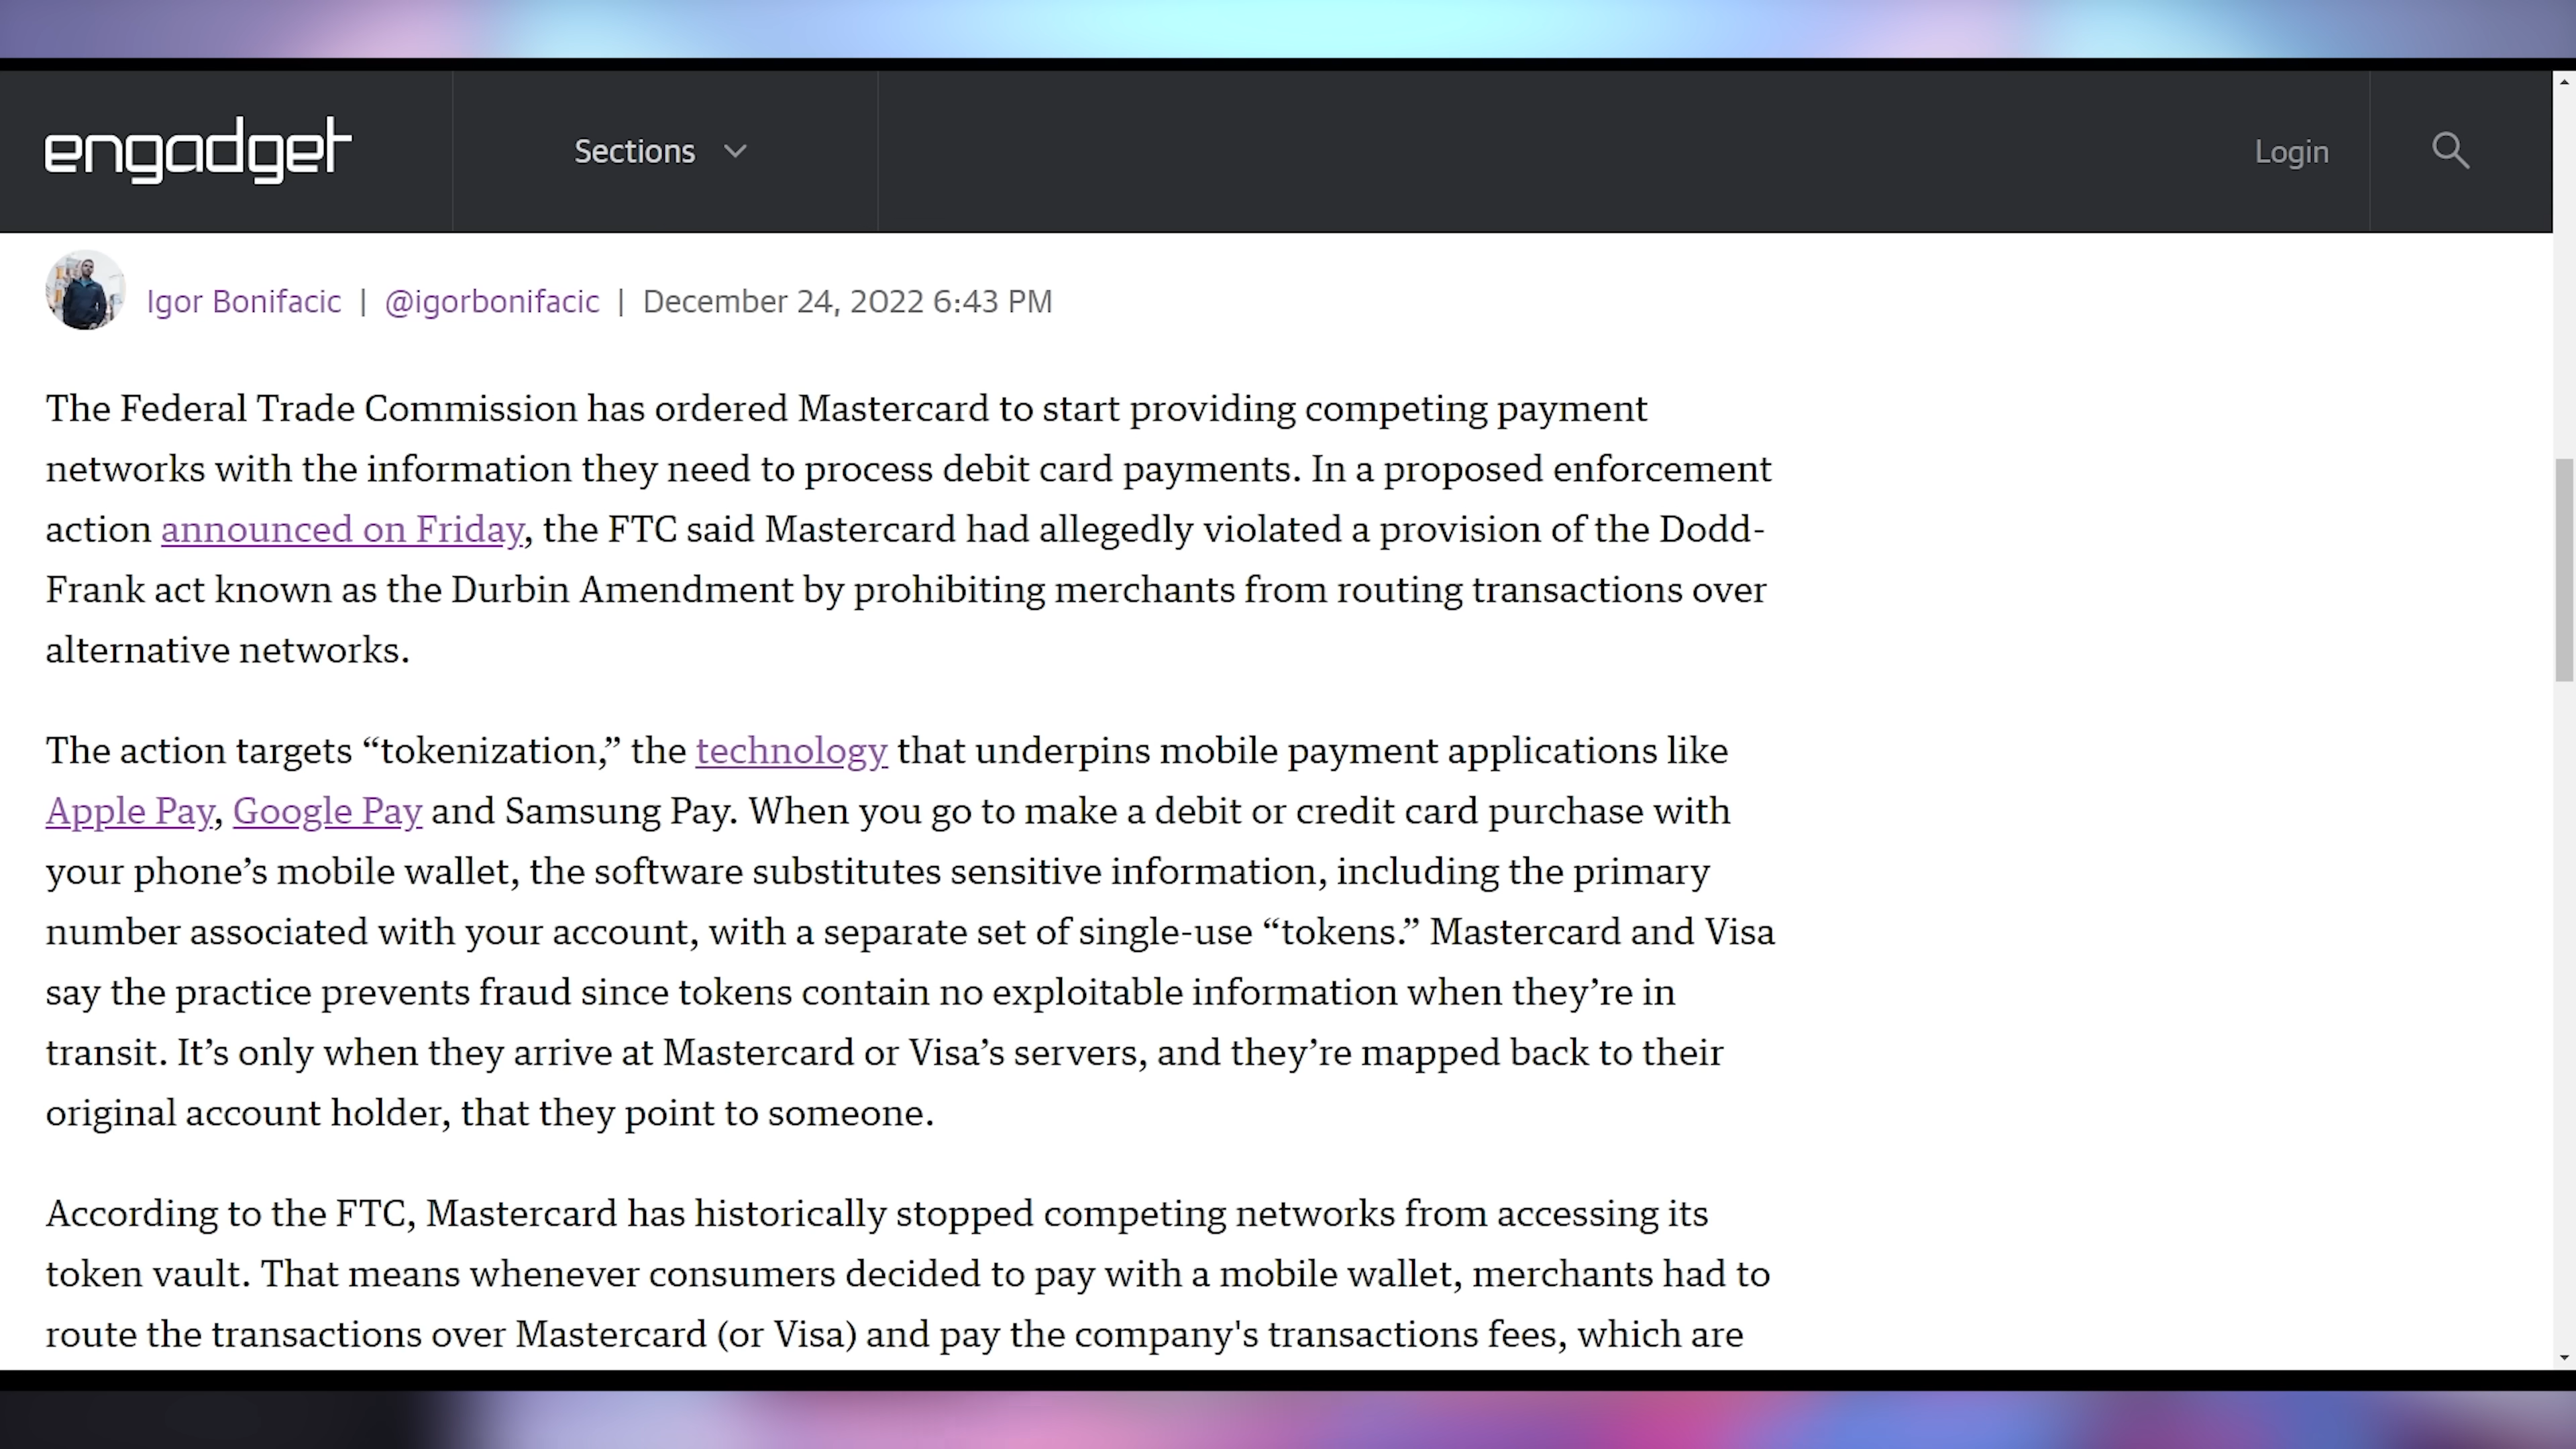 engadget
Sections
Login
Igor Bonifacic | @igorbonifacic | December 24, 2022 6:43 PM
The Federal Trade Commission has ordered Mastercard to start providing competing payment
networks with the information they need to process debit card payments. In a proposed enforcement
action announced on Friday, the FTC said Mastercard had allegedly violated a provision of the Dodd-
Frank act known as the Durbin Amendment by prohibiting merchants from routing transactions over
alternative networks.
The action targets “tokenization,” the technology that underpins mobile payment applications like
Apple Pay, Google Pay and Samsung Pay. When you go to make a debit or credit card purchase with
your phone’s mobile wallet, the software substitutes sensitive information, including the primary
number associated with your account, with a separate set of single-use “tokens.” Mastercard and Visa
say the practice prevents fraud since tokens contain no exploitable information when they’re in
transit. It’s only when they arrive at Mastercard or Visa’s servers, and they’re mapped back to their
original account holder, that they point to someone.
According to the FTC, Mastercard has historically stopped competing networks from accessing its
token vault. That means whenever consumers decided to pay with a mobile wallet, merchants had to
route the transactions over Mastercard (or Visa) and pay the company's transactions fees, which are